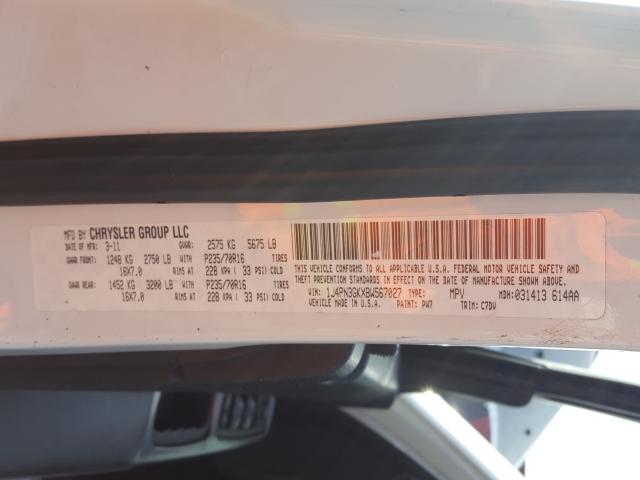 MFD BY CHRYSLER GROUP LLC
DATE OF MFR: 3-11 GVWR: 2575 KG 5675 LB
GAWR FRONT: 1248 KG 2750 LB WITH P235/70R16 TIRES
16X7.0 RIMS AT 228 KPA ( 33 PSI) COLD
GAWR REAR: 1452 KG 3200 LB WITH P235/70R16 TIRES
16X7.0 RIMS AT 228 KPA ( 33 PSI) COLD
THIS VEHICLE CONFORMS TO ALL APPLICABLE U.S.A. FEDERAL MOTOR VEHICLE SAFETY AND
AND THEFT PREVENTION STANDARDS IN EFFECT ON THE DATE OF MANUFACTURE SHOWN ABOVE.
VIN: 1J4PN3GKXBW567027 TYPE: MPV MDH: 031413 614AA
VEHICLE MADE IN U.S.A. PAINT: PW7 TRIM: C7DV